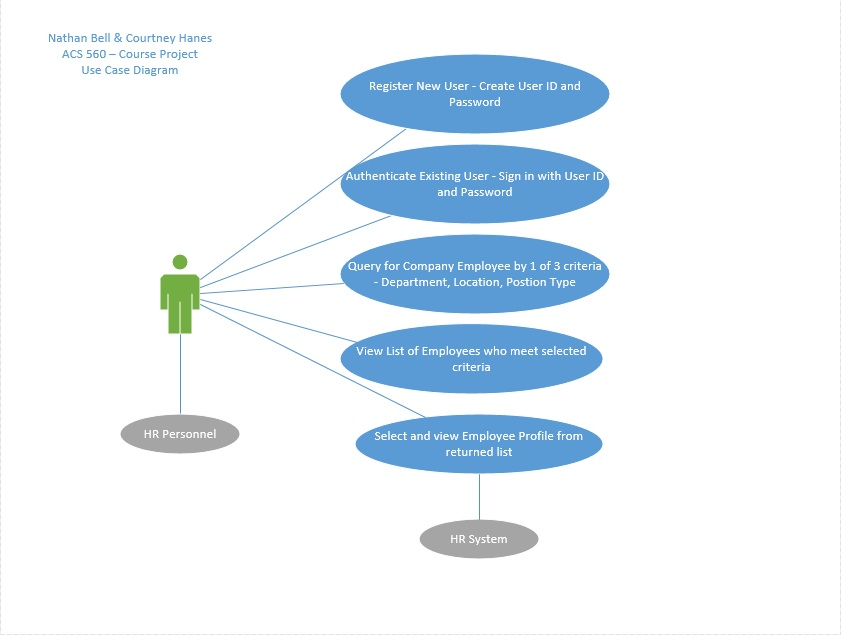 Nathan Bell & Courtney Hanes
ACS 560 – Course Project
Use Case Diagram
Register New User - Create User ID and
Password
Authenticate Existing User - Sign in with User ID
and Password
Query for Company Employee by 1 of 3 criteria
- Department, Location, Postion Type
View List of Employees who meet selected
criteria
HR Personnel
Select and view Employee Profile from
returned list
HR System